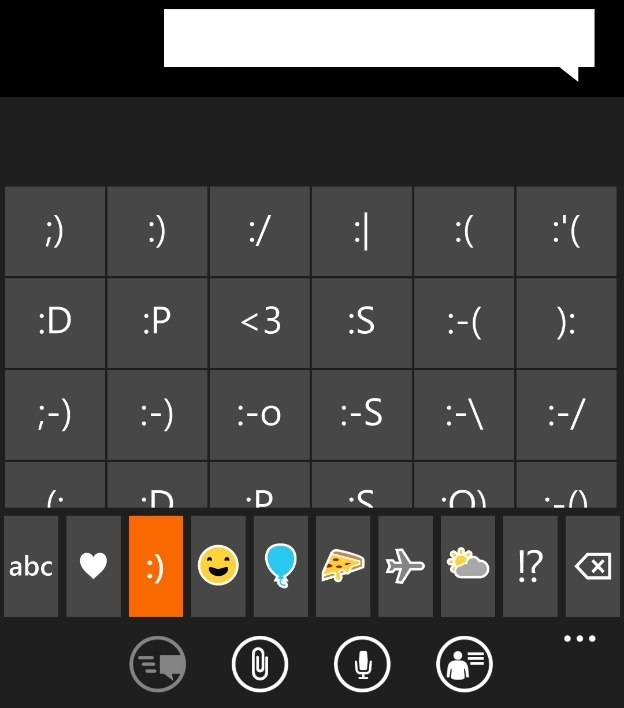 ;) :) :/ :| :( :'(
:D :P <3 :S :-( ):
;-) :-) :-o :-S :-\ :-/
(: :D :P :S :O) :-()
abc :) !?
...